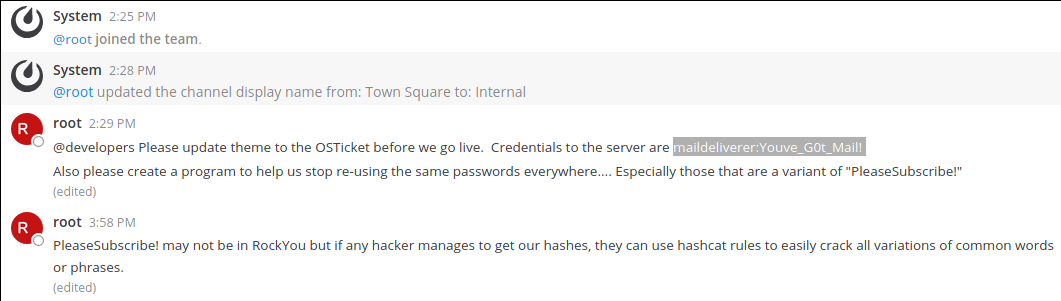 System 2:25 PM
@root joined the team.
System 2:28 PM
@root updated the channel display name from: Town Square to: Internal
R
root 2:29 PM
@developers Please update theme to the OSTicket before we go live.  Credentials to the server are maildeliverer:Youve_G0t_Mail!
Also please create a program to help us stop re-using the same passwords everywhere.... Especially those that are a variant of "PleaseSubscribe!"
(edited)
R
root 3:58 PM
PleaseSubscribe! may not be in RockYou but if any hacker manages to get our hashes, they can use hashcat rules to easily crack all variations of common words
or phrases.
(edited)